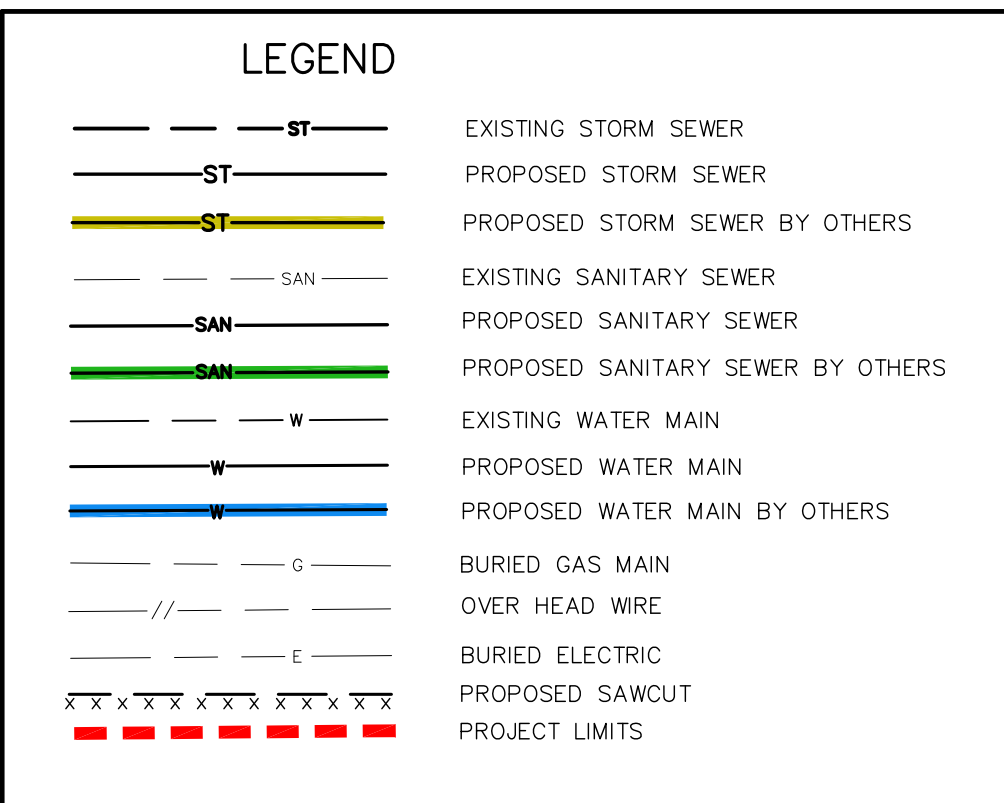 LEGEND
ST EXISTING STORM SEWER
ST PROPOSED STORM SEWER
ST PROPOSED STORM SEWER BY OTHERS
SAN EXISTING SANITARY SEWER
SAN PROPOSED SANITARY SEWER
SAN PROPOSED SANITARY SEWER BY OTHERS
W EXISTING WATER MAIN
W PROPOSED WATER MAIN
W PROPOSED WATER MAIN BY OTHERS
G BURIED GAS MAIN
// OVER HEAD WIRE
E BURIED ELECTRIC
X X X X X X X X X X X X X PROPOSED SAWCUT
PROJECT LIMITS